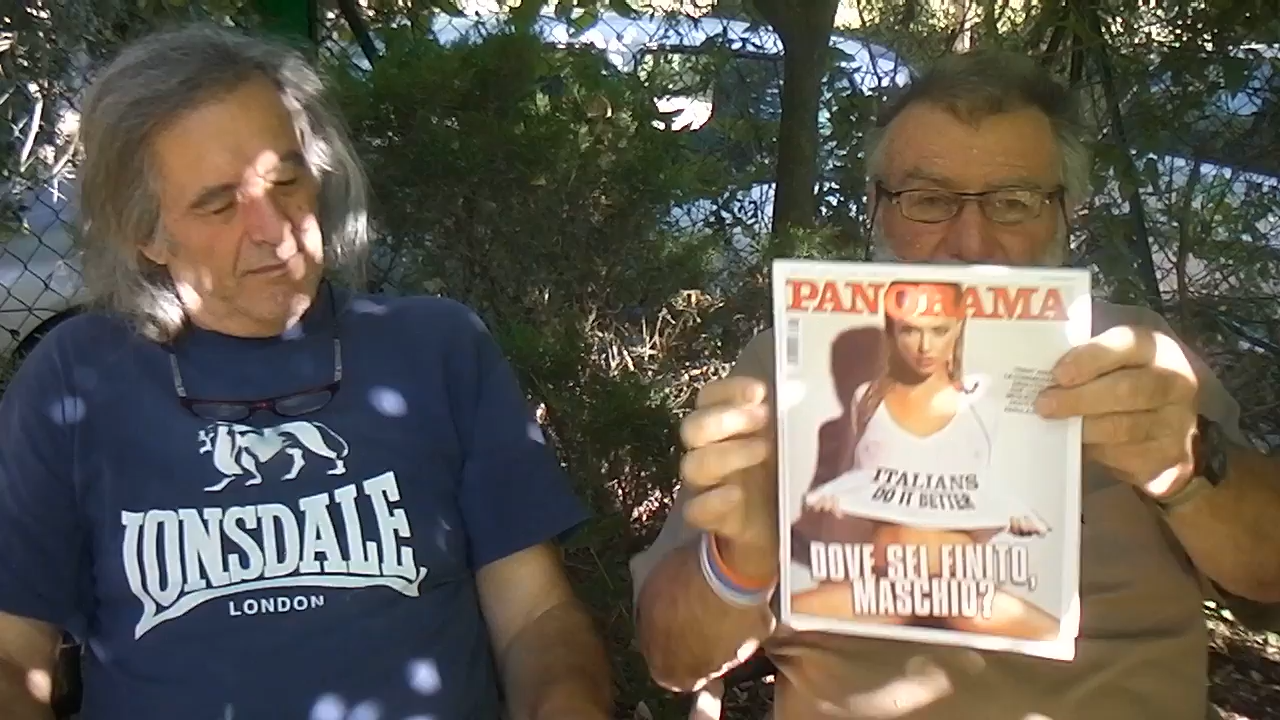 LONSDALE
LONDON
PANORAMA
ITALIANS
DO IT BETTER
DOVE SEI FINITO,
MASCHIO?